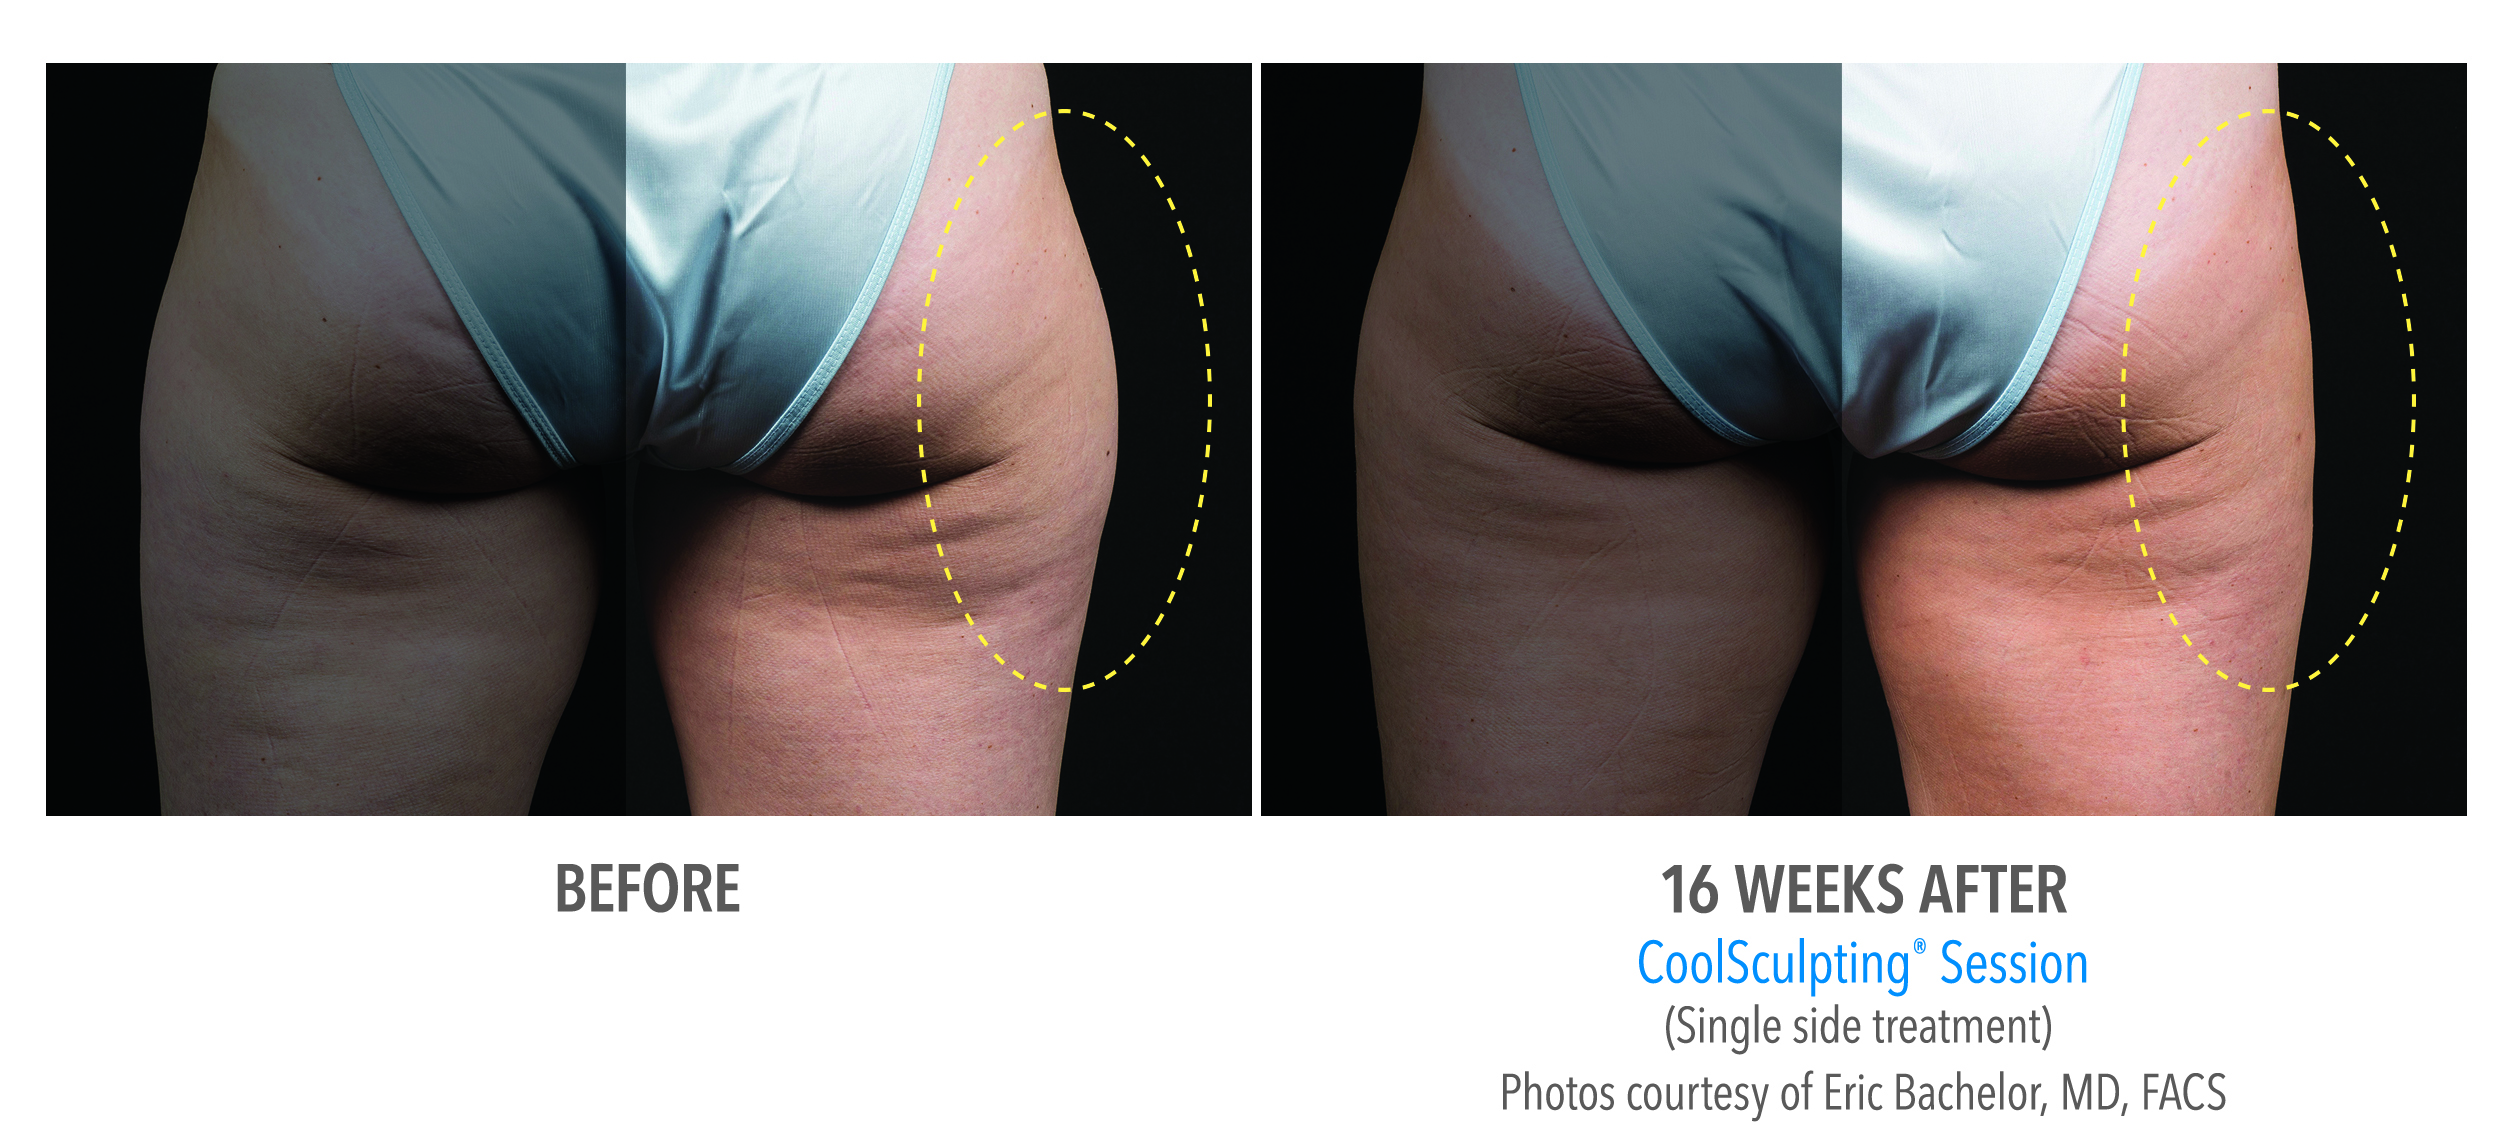 BEFORE
16 WEEKS AFTER
CoolSculpting® Session
(Single side treatment)
Photos courtesy of Eric Bachelor, MD, FACS